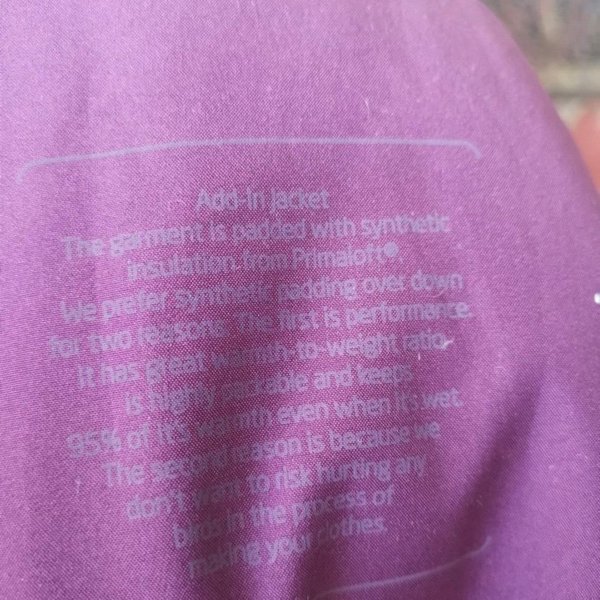 Add-In jacket
The garment is padded with synthetic
insulation from Primaloft®.
We prefer synthetic padding over down
for two reasons. The first is performance.
It has great warmth-to-weight ratio
is highly packable and keeps
95% of it's warmth even when it's wet.
The second reason is because we
don't want to risk hurting any
birds in the process of
making your clothes.